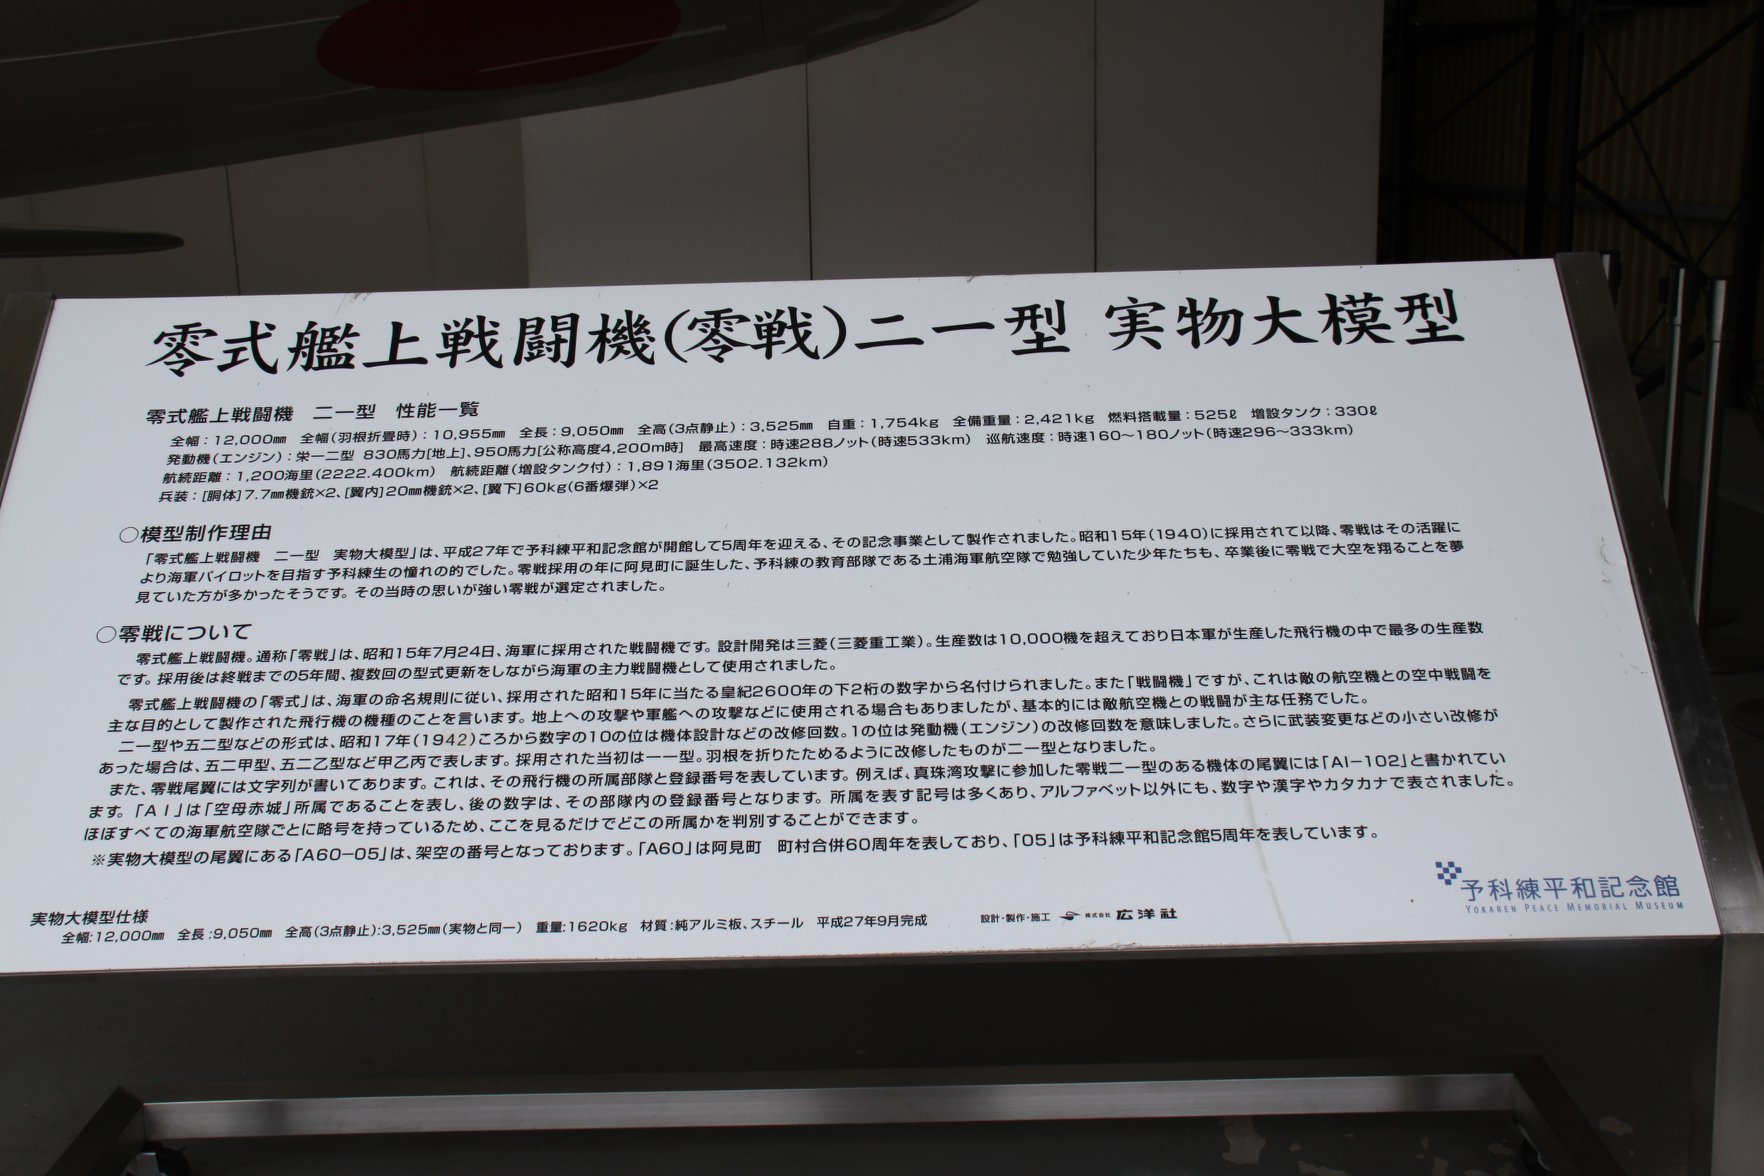 零式艦上戦闘機(零戦)二一型 実物大模型
零式艦上戦闘機　二一型　性能一覧
全幅：12,000㎜　全幅(羽根折畳時)：10,955㎜　全長：9,050㎜　全高(3点静止)：3,525㎜　自重：1,754kg　全備重量：2,421kg　燃料搭載量：525ℓ　増設タンク：330ℓ
発動機(エンジン)：栄一二型 830馬力[地上]、950馬力[公称高度4,200m時]　最高速度：時速288ノット(時速533km)　巡航速度：時速160〜180ノット(時速296〜333km)
航続距離：1,200海里(2222.400km)　航続距離(増設タンク付)：1,891海里(3502.132km)
兵装：[胴体]7.7㎜機銃×2、[翼内]20㎜機銃×2、[翼下]60kg(6番爆弾)×2
○模型制作理由
「零式艦上戦闘機　二一型　実物大模型」は、平成27年で予科練平和記念館が開館して5周年を迎える、その記念事業として製作されました。昭和15年(1940)に採用されて以降、零戦はその活躍に
より海軍パイロットを目指す予科練生の憧れの的でした。零戦採用の年に阿見町に誕生した、予科練の教育部隊である土浦海軍航空隊で勉強していた少年たちも、卒業後に零戦で大空を翔ることを夢
見ていた方が多かったそうです。その当時の思いが強い零戦が選定されました。
○零戦について
零式艦上戦闘機。通称「零戦」は、昭和15年7月24日、海軍に採用された戦闘機です。設計開発は三菱(三菱重工業)。生産数は10,000機を超えており日本軍が生産した飛行機の中で最多の生産数
です。採用後は終戦までの5年間、複数回の型式更新をしながら海軍の主力戦闘機として使用されました。
零式艦上戦闘機の「零式」は、海軍の命名規則に従い、採用された昭和15年に当たる皇紀2600年の下2桁の数字から名付けられました。また「戦闘機」ですが、これは敵の航空機との空中戦闘を
主な目的として製作された飛行機の機種のことを言います。地上への攻撃や軍艦への攻撃などに使用される場合もありましたが、基本的には敵航空機との戦闘が主な任務でした。
二一型や五二型などの形式は、昭和17年(1942)ころから数字の10の位は機体設計などの改修回数。1の位は発動機(エンジン)の改修回数を意味しました。さらに武装変更などの小さい改修が
あった場合は、五二甲型、五二乙型など甲乙丙で表します。採用された当初は一一型。羽根を折りたためるように改修したものが二一型となりました。
また、零戦尾翼には文字列が書いてあります。これは、その飛行機の所属部隊と登録番号を表しています。例えば、真珠湾攻撃に参加した零戦二一型のある機体の尾翼には「AI−102」と書かれてい
ます。「AI」は「空母赤城」所属であることを表し、後の数字は、その部隊内の登録番号となります。所属を表す記号は多くあり、アルファベット以外にも、数字や漢字やカタカナで表されました。
ほぼすべての海軍航空隊ごとに略号を持っているため、ここを見るだけでどこの所属かを判別することができます。
※実物大模型の尾翼にある「A60−05」は、架空の番号となっております。「A60」は阿見町　町村合併60周年を表しており、「05」は予科練平和記念館5周年を表しています。
実物大模型仕様
全幅:12,000㎜　全長:9,050㎜　全高(3点静止):3,525㎜(実物と同一)　重量:1620kg　材質:純アルミ板、スチール　平成27年9月完成
設計・製作・施工 株式会社 広洋社
予科練平和記念館
YOKAREN PEACE MEMORIAL MUSEUM